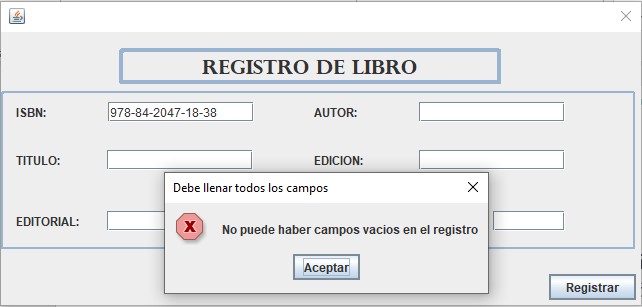 REGISTRO DE LIBRO
ISBN: 978-84-2047-18-38 AUTOR:
TITULO: EDICION:
Debe llenar todos los campos
EDITORIAL:
No puede haber campos vacios en el registro
Aceptar
Registrar